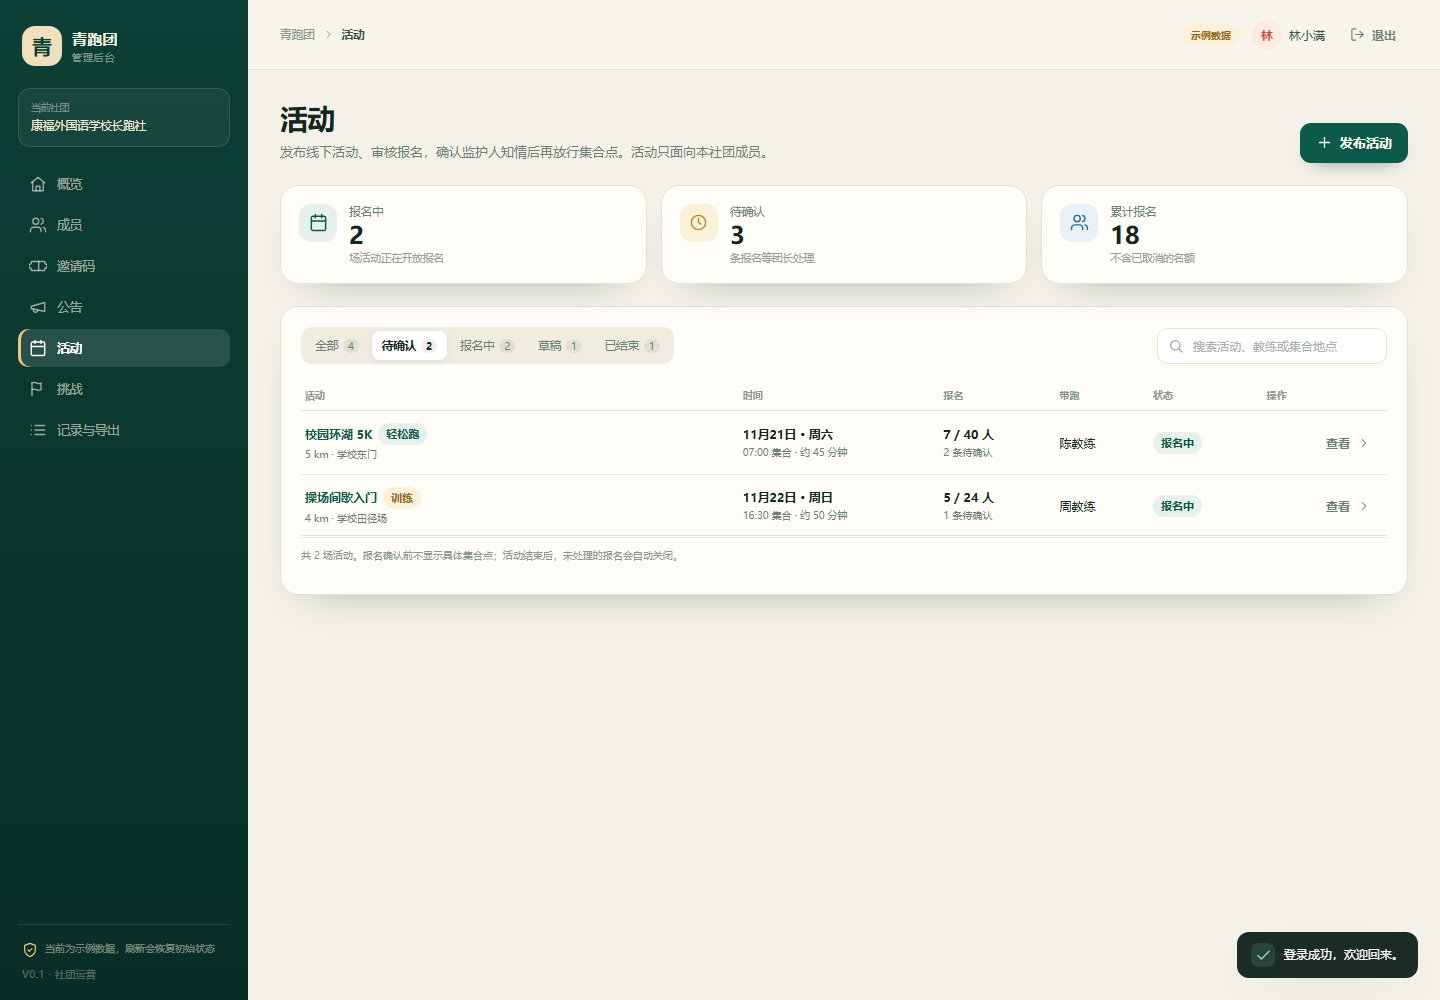 青
青跑团
管理后台
当前社团
康福外国语学校长跑社
概览
成员
邀请码
公告
活动
挑战
记录与导出
当前为示例数据，刷新会恢复初始状态
V0.1 · 社团运营
青跑团 > 活动
示例数据
林 林小满
退出
活动
发布线下活动、审核报名，确认监护人知情后再放行集合点。活动只面向本社团成员。
+ 发布活动
报名中
2
场活动正在开放报名
待确认
3
条报名等团长处理
累计报名
18
不含已取消的名额
全部 4 待确认 2 报名中 2 草稿 1 已结束 1
搜索活动、教练或集合地点
活动 时间 报名 带跑 状态 操作
校园环湖 5K 轻松跑 11月21日 · 周六 7 / 40 人 陈教练 报名中 查看
5 km · 学校东门 07:00 集合 · 约 45 分钟 2 条待确认
操场间歇入门 训练 11月22日 · 周日 5 / 24 人 周教练 报名中 查看
4 km · 学校田径场 16:30 集合 · 约 50 分钟 1 条待确认
共 2 场活动。报名确认前不显示具体集合点；活动结束后，未处理的报名会自动关闭。
登录成功，欢迎回来。